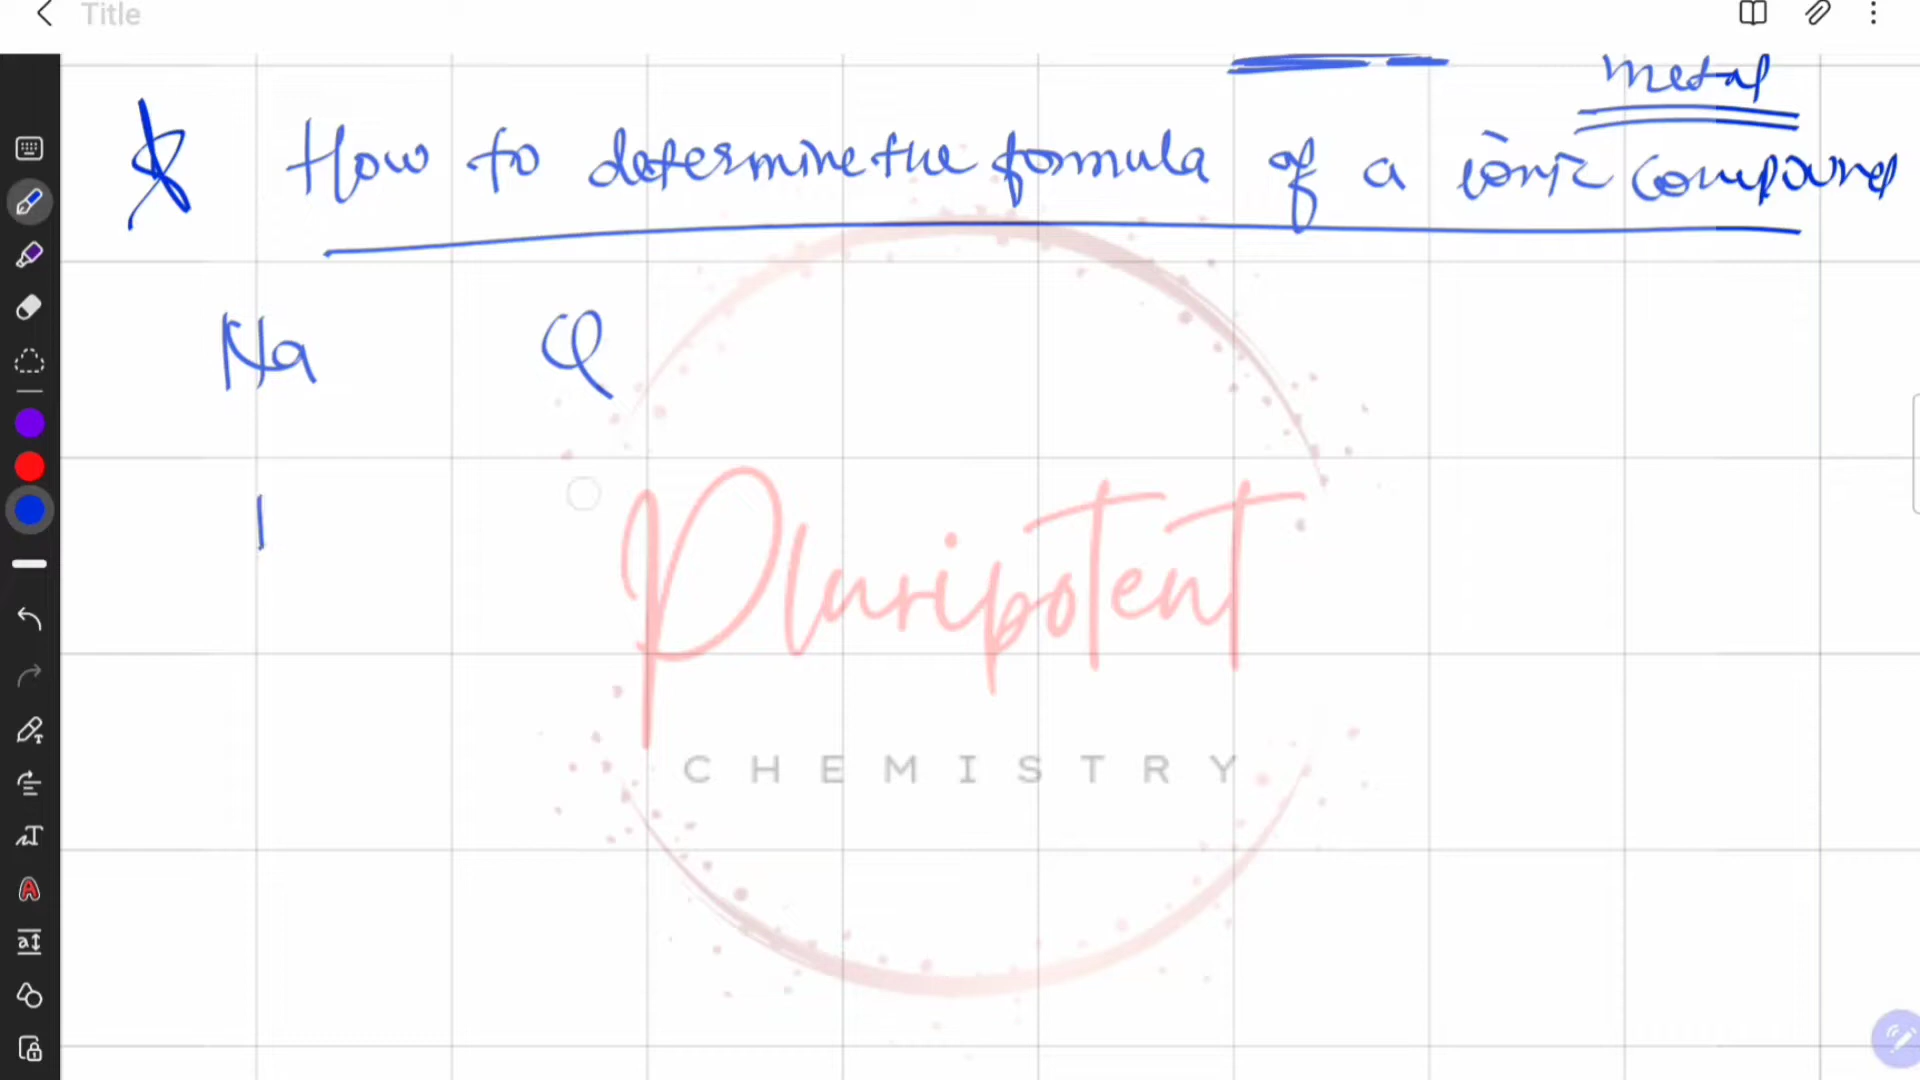 Title
metal
How to determine the formula of a ionic compound
Na Cl
1
Pluripotent
CHEMISTRY